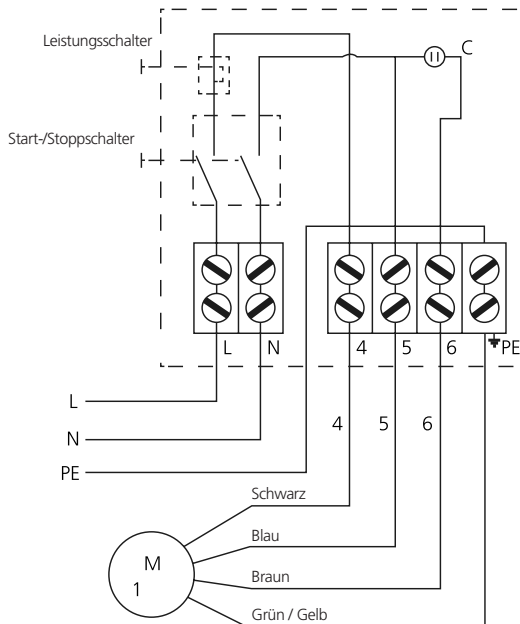 Leistungsschalter
C
Start-/Stoppschalter
L N 4 5 6 PE
L
N
PE
4 5 6
Schwarz
Blau
M
1
Braun
Grün / Gelb